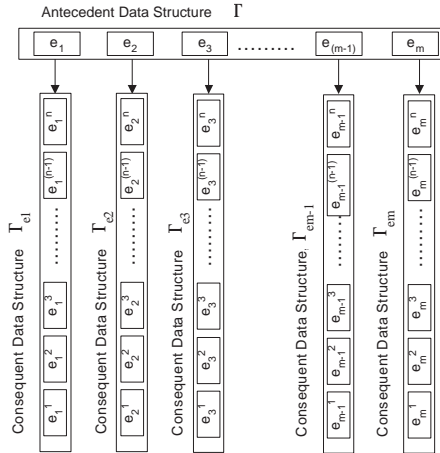 Antecedent Data Structure Γ
e₁ e₂ e₃ ......... e₍ₘ₋₁₎ eₘ
Consequent Data Structure Γₑ₁
e₁ⁿ
e₁⁽ⁿ⁻¹⁾
........
e₁³
e₁²
e₁¹
Consequent Data Structure Γₑ₂
e₂ⁿ
e₂⁽ⁿ⁻¹⁾
........
e₂³
e₂²
e₂¹
Consequent Data Structure Γₑ₃
e₃ⁿ
e₃⁽ⁿ⁻¹⁾
........
e₃³
e₃²
e₃¹
Consequent Data Structure, Γₑₘ₋₁
eₘ₋₁ⁿ
eₘ₋₁⁽ⁿ⁻¹⁾
........
eₘ₋₁³
eₘ₋₁²
eₘ₋₁¹
Consequent Data Structure Γₑₘ
eₘⁿ
eₘ⁽ⁿ⁻¹⁾
........
eₘ³
eₘ²
eₘ¹